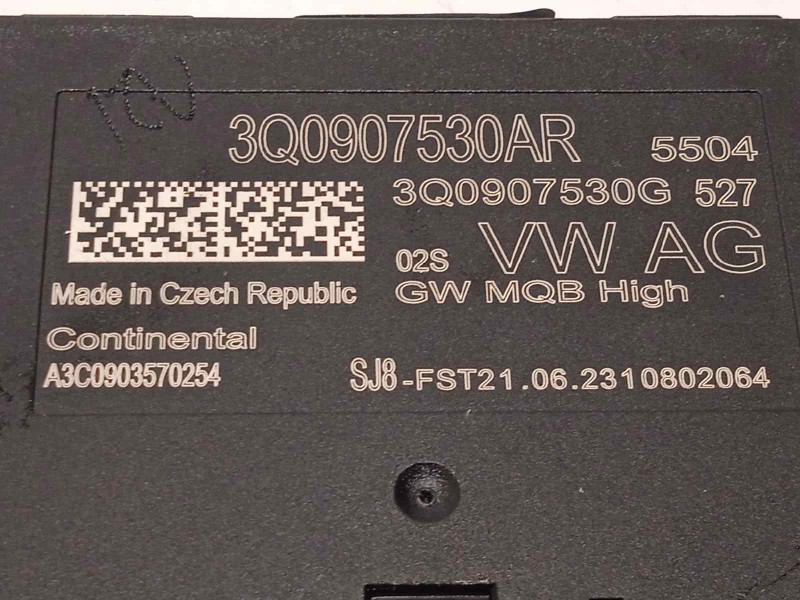 3Q0907530AR 5504
3Q0907530G 527
02S VW AG
Made in Czech Republic GW MQB High
Continental
A3C0903570254 SJ8-FST21.06.2310802064